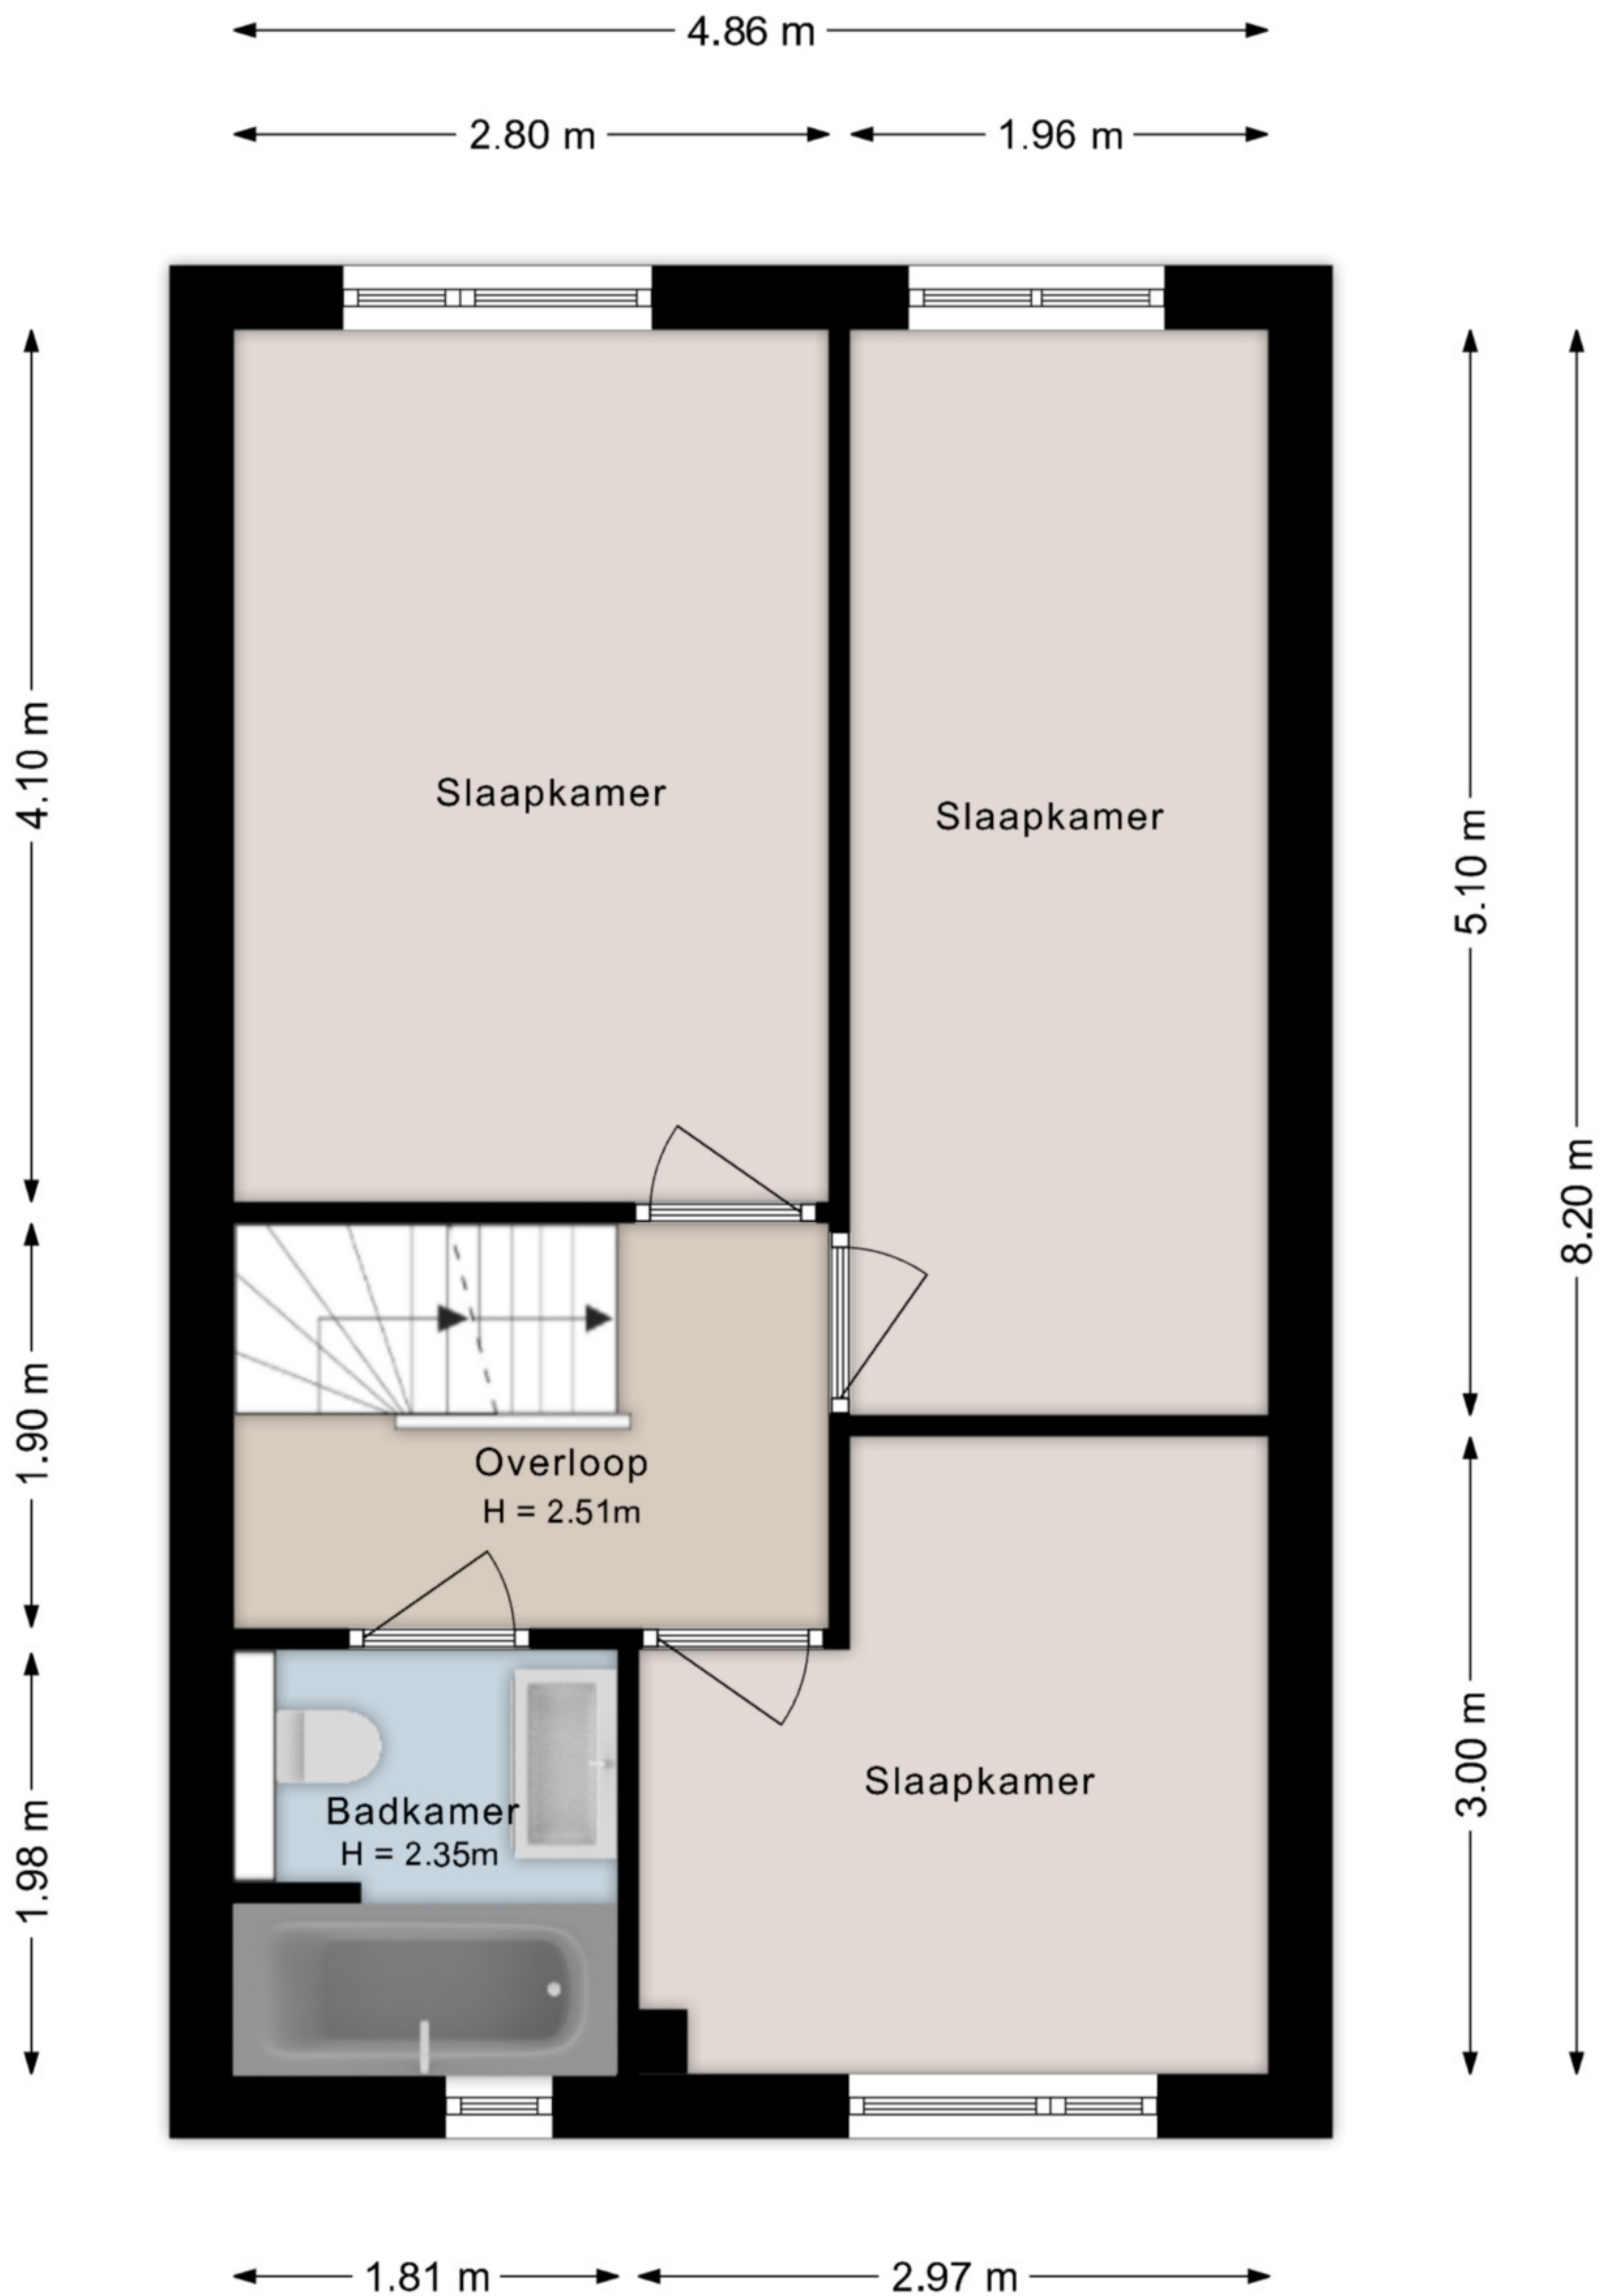 4.86 m
2.80 m
1.96 m
4.10 m
Slaapkamer
Slaapkamer
5.10 m
8.20 m
1.90 m
Overloop
H = 2.51m
Slaapkamer
3.00 m
Badkamer
H = 2.35m
1.98 m
1.81 m
2.97 m